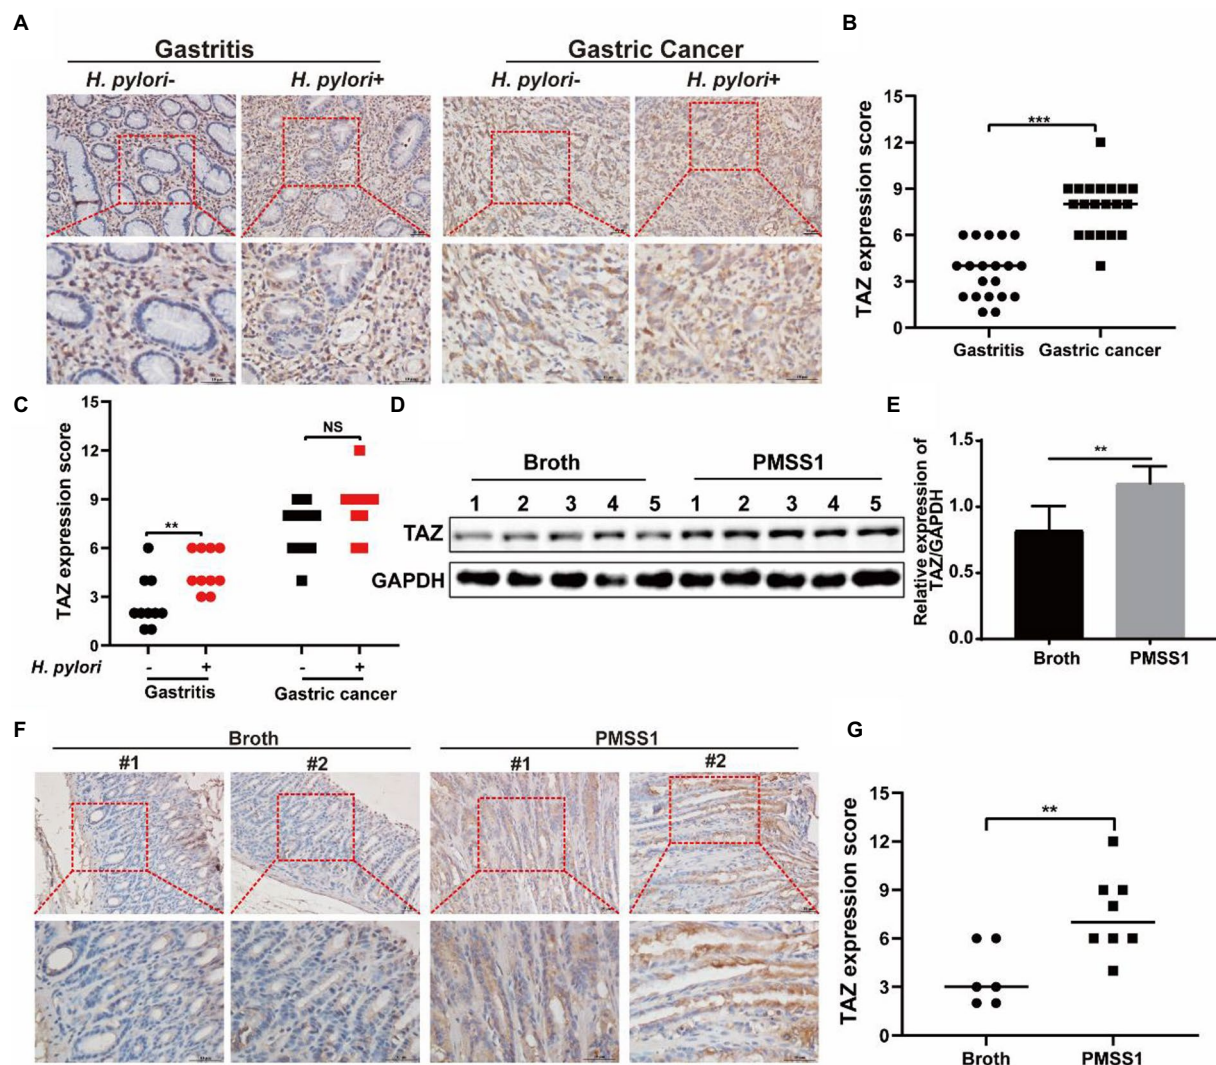 A
Gastritis
Gastric Cancer
H. pylori-
H. pylori+
H. pylori-
H. pylori+
B
TAZ expression score
15
12
9
6
3
0
***
Gastritis
Gastric cancer
C
TAZ expression score
15
12
9
6
3
0
**
NS
H. pylori
-
+
-
+
Gastritis
Gastric cancer
D
Broth
PMSS1
1 2 3 4 5 1 2 3 4 5
TAZ
GAPDH
E
Relative expression of
TAZ/GAPDH
1.5
1.0
0.5
0.0
**
Broth
PMSS1
F
Broth
PMSS1
#1
#2
#1
#2
G
TAZ expression score
15
12
9
6
3
0
**
Broth
PMSS1